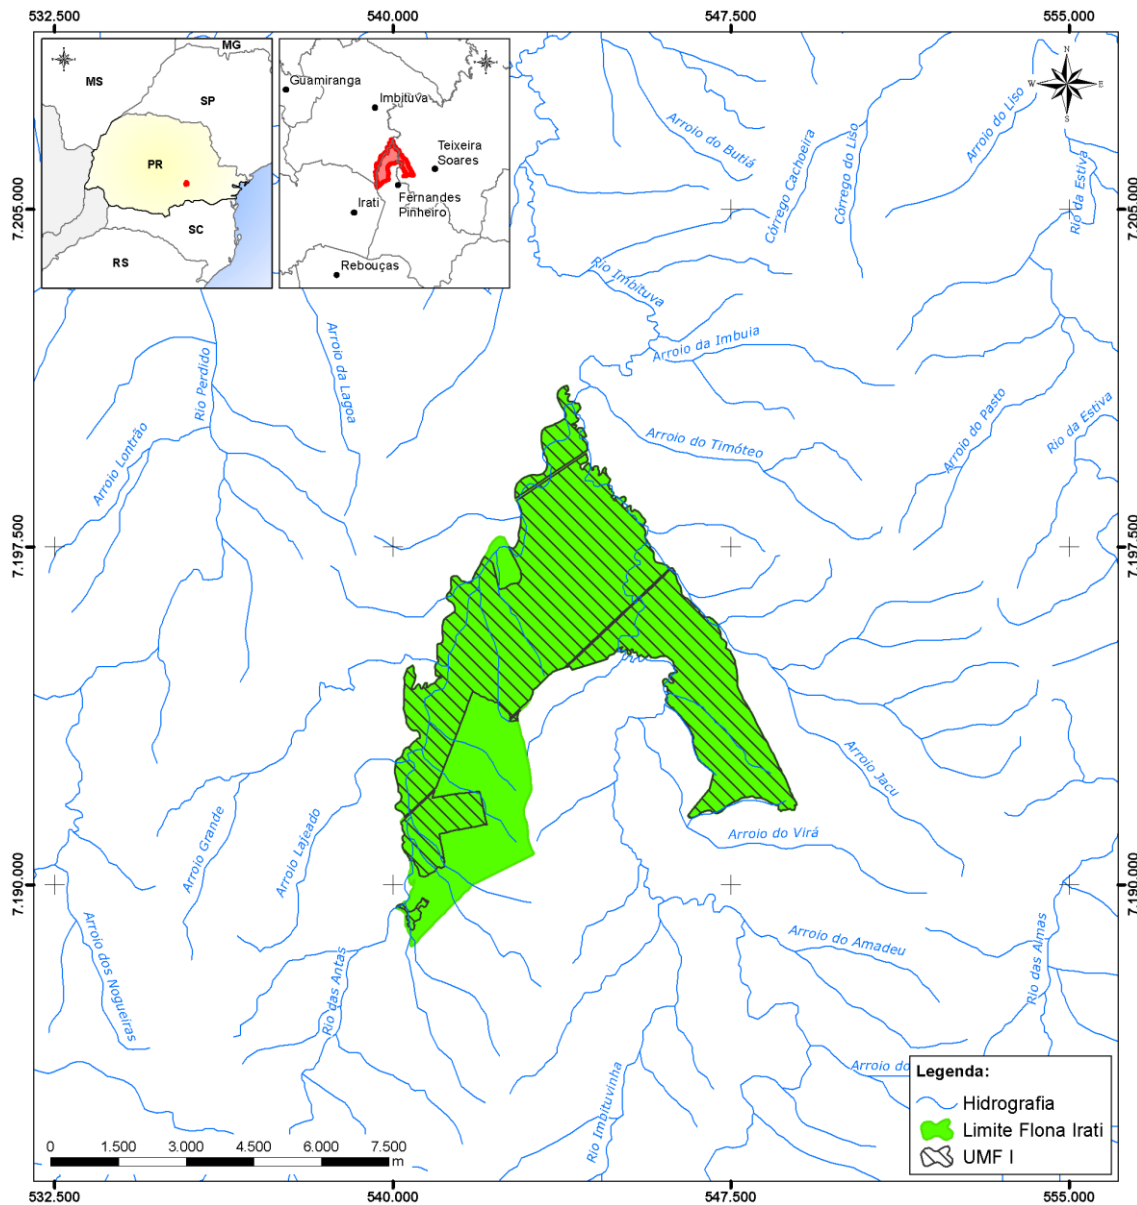 532.500
540.000
547.500
555.000
MG
MS
SP
PR
SC
RS
Guamiranga
Imbituva
Teixeira
Soares
Fernandes
Pinheiro
Irati
Rebouças
N
W
E
S
7.205.000
7.205.000
Arroio do Butiá
Córrego Cachoeira
Córrego do Liso
Arroio do Liso
Rio da Estiva
Rio Imbituva
Arroio da Imbuia
Rio Perdido
Arroio da Lagoa
Arroio Lontrão
Arroio do Timóteo
Arroio do Pasto
Rio da Estiva
7.197.500
7.197.500
Arroio Jacu
Arroio do Virá
Arroio Grande
Arroio Lajeado
7.190.000
7.190.000
Arroio dos Nogueiras
Rio das Antas
Arroio do Amadeu
Rio das Almas
Rio Imbituvinha
Arroio do
Legenda:
Hidrografia
Limite Flona Irati
UMF I
0
1.500
3.000
4.500
6.000
7.500
m
532.500
540.000
547.500
555.000